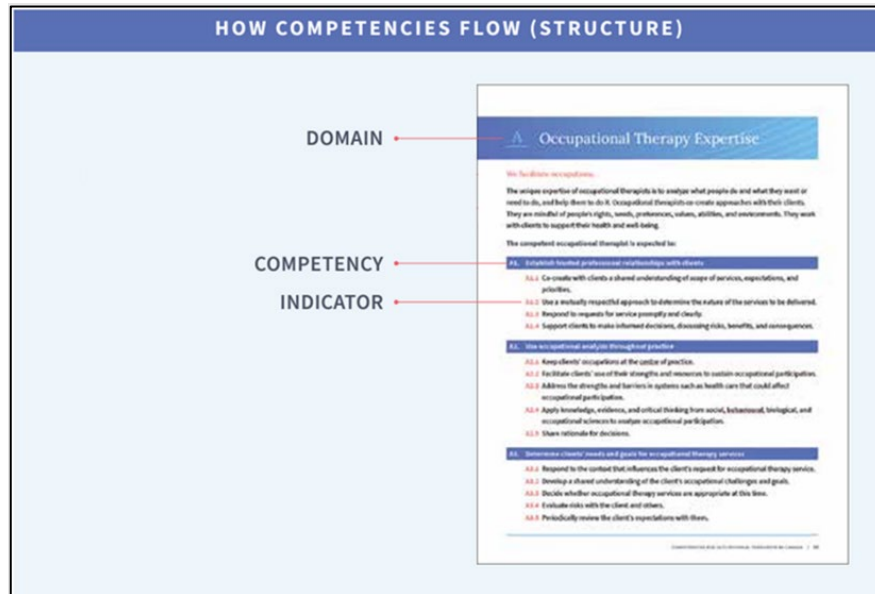 HOW COMPETENCIES FLOW (STRUCTURE)
DOMAIN
COMPETENCY
INDICATOR
A Occupational Therapy Expertise
We facilitate occupations.
The unique expertise of occupational therapists is to analyze what people do and what they want or
need to do, and help them to do it. Occupational therapists co-create approaches with their clients.
They are mindful of people's rights, needs, preferences, values, abilities, and environments. They work
with clients to support their health and well-being.
The competent occupational therapist is expected to:
A1. Establish trusted professional relationships with clients
A1.1 Co-create with clients a shared understanding of scope of services, expectations, and
priorities.
A1.2 Use a mutually respectful approach to determine the nature of the services to be delivered.
A1.3 Respond to requests for service promptly and clearly.
A1.4 Support clients to make informed decisions, discussing risks, benefits, and consequences.
A2. Use occupational analysis throughout practice
A2.1 Keep clients' occupations at the centre of practice.
A2.2 Facilitate clients' use of their strengths and resources to sustain occupational participation.
A2.3 Address the strengths and barriers in systems such as health care that could affect
occupational participation.
A2.4 Apply knowledge, evidence, and critical thinking from social, behavioural, biological, and
occupational sciences to analyze occupational participation.
A2.5 Share rationale for decisions.
A3. Determine clients' needs and goals for occupational therapy services
A3.1 Respond to the context that influences the client's request for occupational therapy service.
A3.2 Develop a shared understanding of the client's occupational challenges and goals.
A3.3 Decide whether occupational therapy services are appropriate at this time.
A3.4 Evaluate risks with the client and others.
A3.5 Periodically review the client's expectations with them.
COMPETENCIES FOR OCCUPATIONAL THERAPISTS IN CANADA |